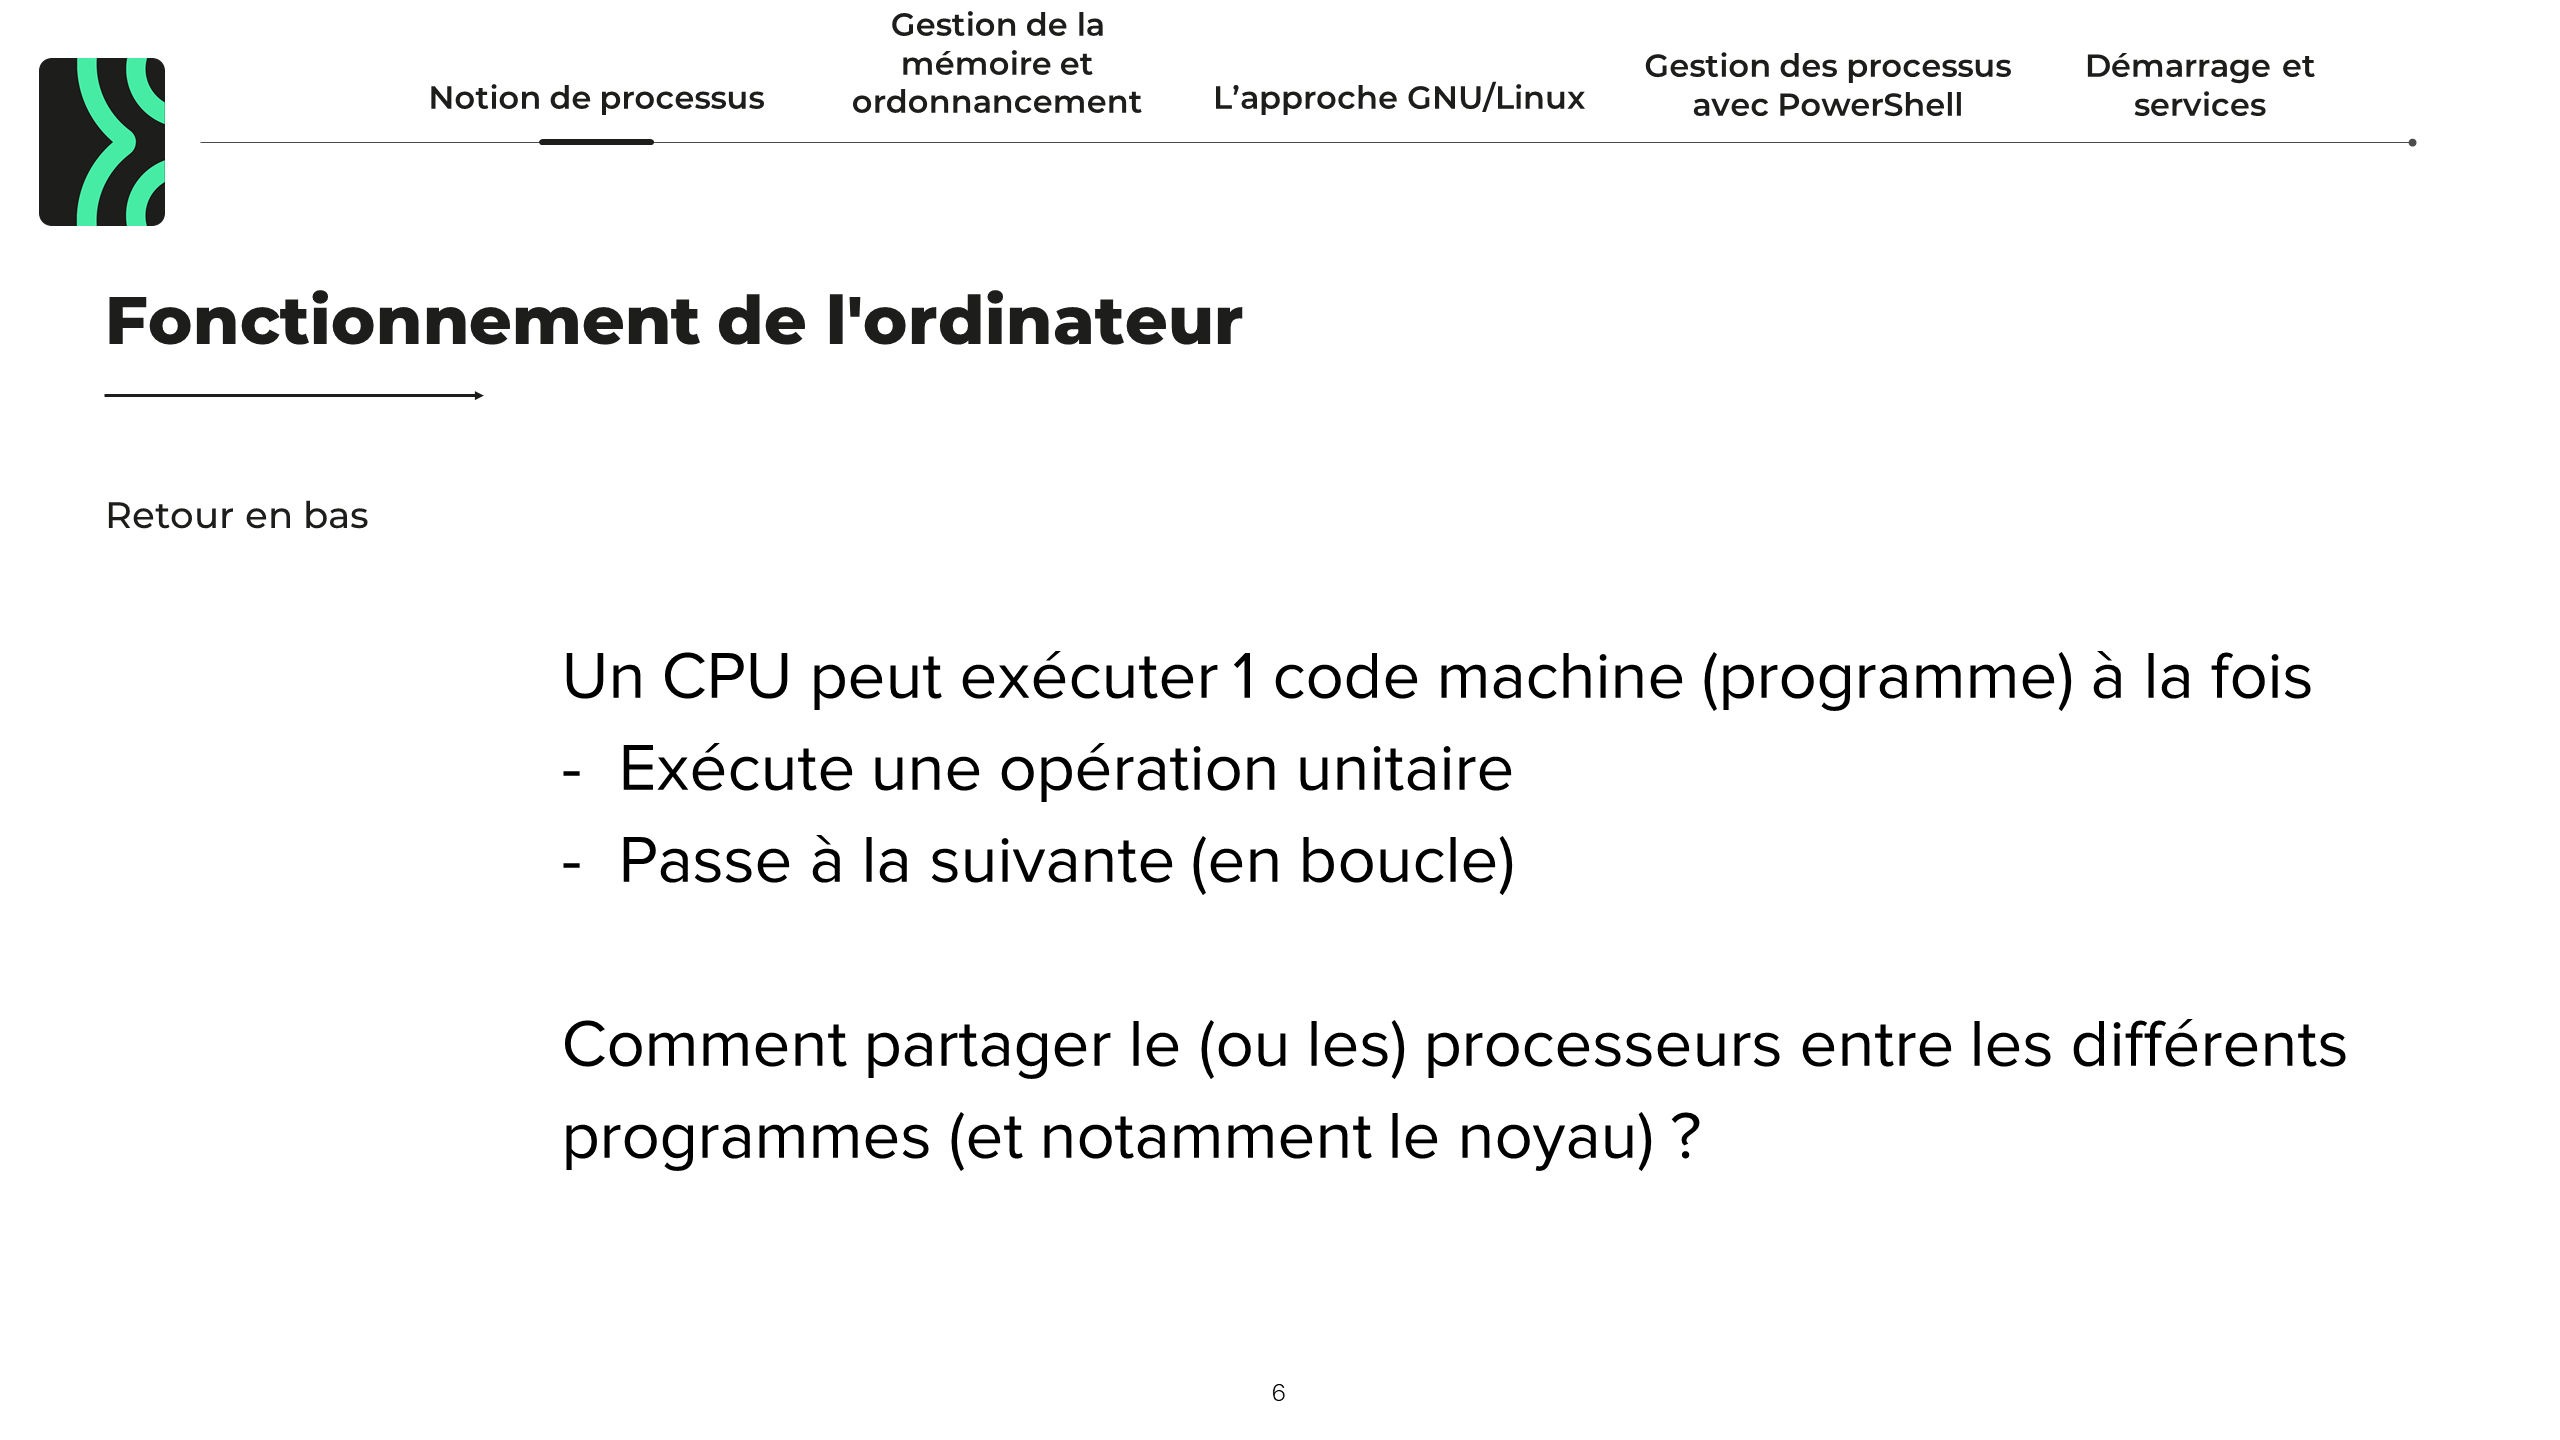 Notion de processus
Gestion de la
mémoire et
ordonnancement
L’approche GNU/Linux
Gestion des processus
avec PowerShell
Démarrage et
services
Fonctionnement de l'ordinateur
Retour en bas
Un CPU peut exécuter 1 code machine (programme) à la fois
- Exécute une opération unitaire
- Passe à la suivante (en boucle)
Comment partager le (ou les) processeurs entre les différents
programmes (et notamment le noyau) ?
6